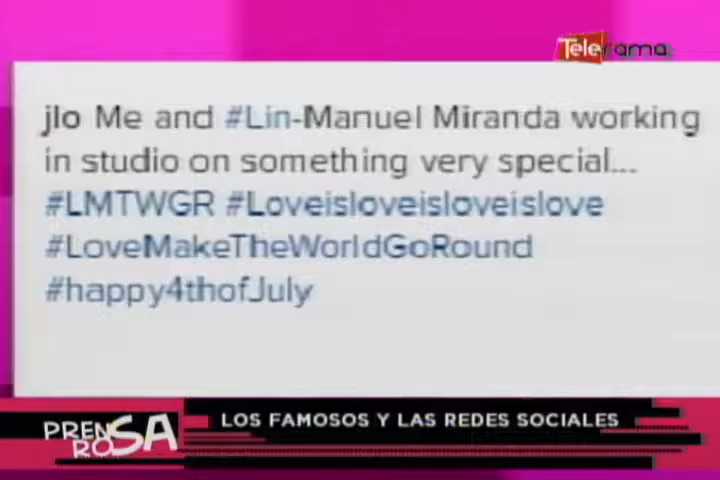 Telerama
jlo Me and #Lin-Manuel Miranda working
in studio on something very special...
#LMTWGR #Loveisloveisloveislove
#LoveMakeTheWorldGoRound
#happy4thofJuly
PREN
ROSA
LOS FAMOSOS Y LAS REDES SOCIALES